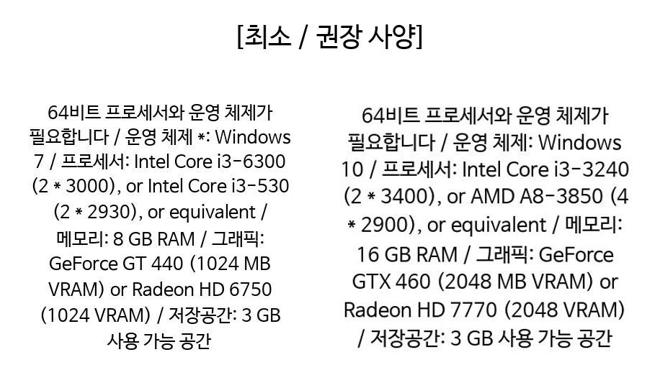 [최소 / 권장 사양]
64비트 프로세서와 운영 체제가
필요합니다 / 운영 체제 *: Windows
7 / 프로세서: Intel Core i3-6300
(2 * 3000), or Intel Core i3-530
(2 * 2930), or equivalent /
메모리: 8 GB RAM / 그래픽:
GeForce GT 440 (1024 MB
VRAM) or Radeon HD 6750
(1024 VRAM) / 저장공간: 3 GB
사용 가능 공간
64비트 프로세서와 운영 체제가
필요합니다 / 운영 체제: Windows
10 / 프로세서: Intel Core i3-3240
(2 * 3400), or AMD A8-3850 (4
* 2900), or equivalent / 메모리:
16 GB RAM / 그래픽: GeForce
GTX 460 (2048 MB VRAM) or
Radeon HD 7770 (2048 VRAM)
/ 저장공간: 3 GB 사용 가능 공간